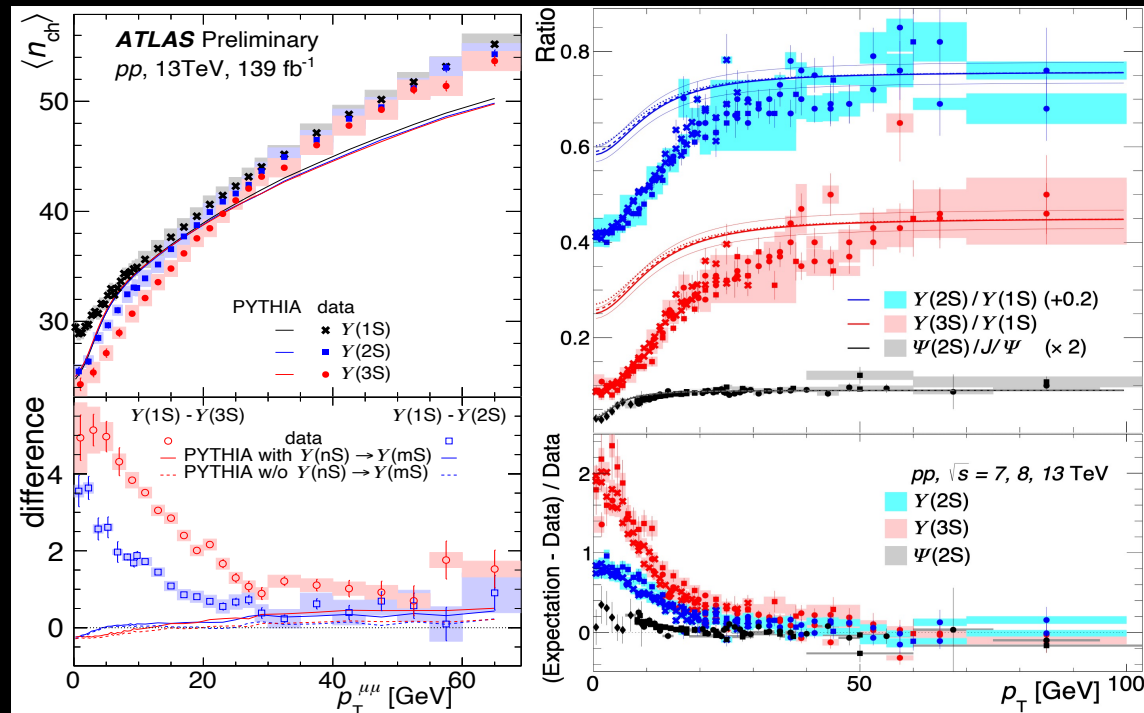 ⟨n_ch⟩
ATLAS Preliminary
pp, 13TeV, 139 fb⁻¹
50
40
30
PYTHIA data
Υ(1S)
Υ(2S)
Υ(3S)
difference
Υ(1S) - Υ(3S) Υ(1S) - Υ(2S)
data
PYTHIA with Υ(nS) → Υ(mS)
PYTHIA w/o Υ(nS) → Υ(mS)
4
2
0
0 10 20 30 40 50 60
p_T^μμ [GeV]
Ratio
0.8
0.6
0.4
0.2
Υ(2S) / Υ(1S) (+0.2)
Υ(3S) / Υ(1S)
Ψ(2S) / J/Ψ (× 2)
(Expectation - Data) / Data
pp, √s = 7, 8, 13 TeV
Υ(2S)
Υ(3S)
Ψ(2S)
2
1
0
0 50 100
p_T [GeV]